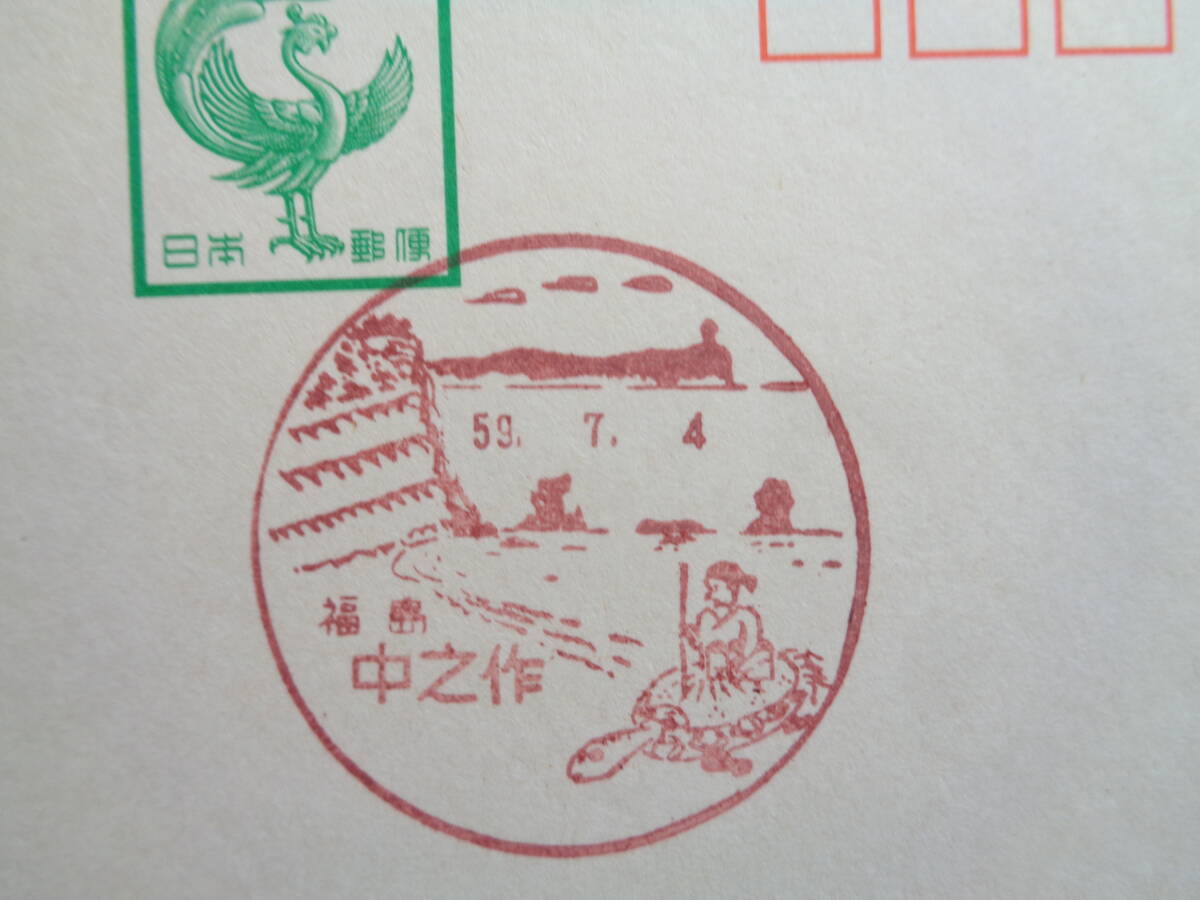 日本郵便
59. 7. 4
福島
中之作